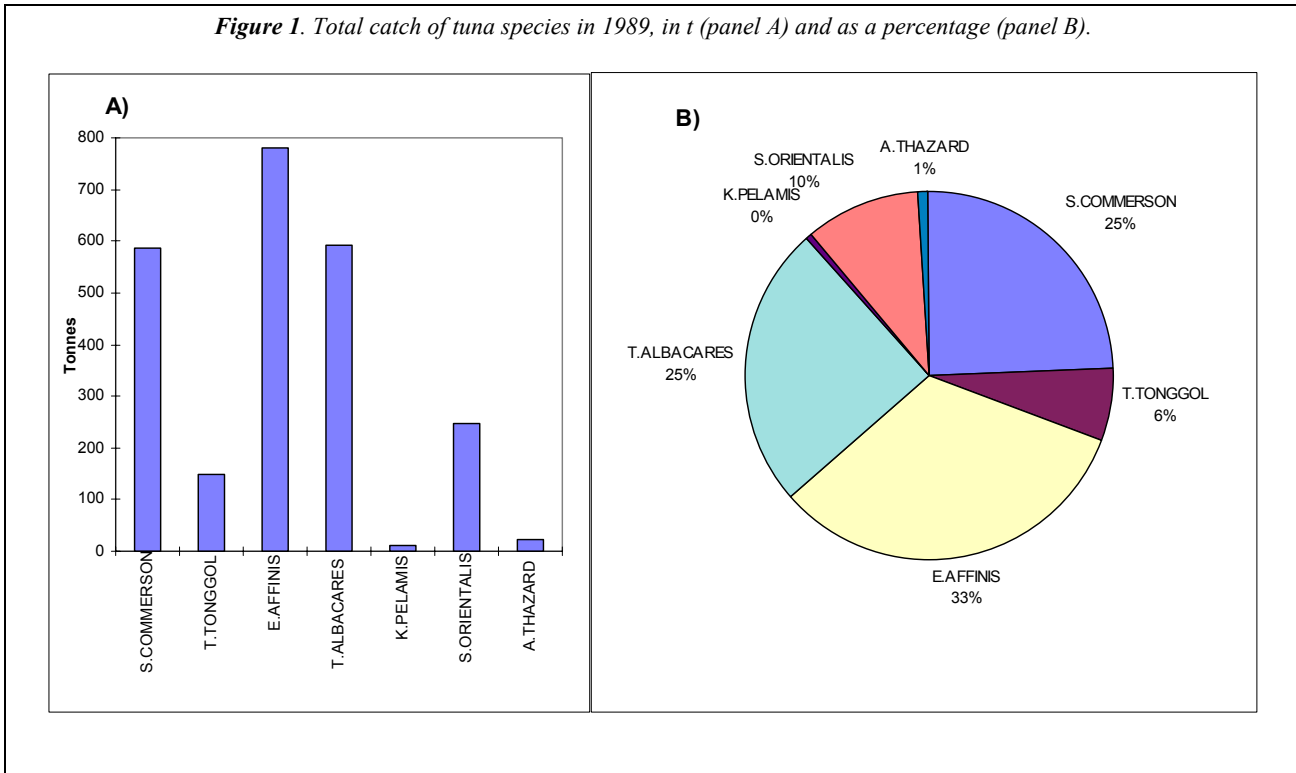 Figure 1. Total catch of tuna species in 1989, in t (panel A) and as a percentage (panel B).
A)
800
700
600
500
400
300
200
100
0
Tonnes
S.COMMERSON
T.TONGGOL
E.AFFINIS
T.ALBACARES
K.PELAMIS
S.ORIENTALIS
A.THAZARD
B)
A.THAZARD
1%
S.ORIENTALIS
10%
K.PELAMIS
0%
S.COMMERSON
25%
T.ALBACARES
25%
T.TONGGOL
6%
E.AFFINIS
33%